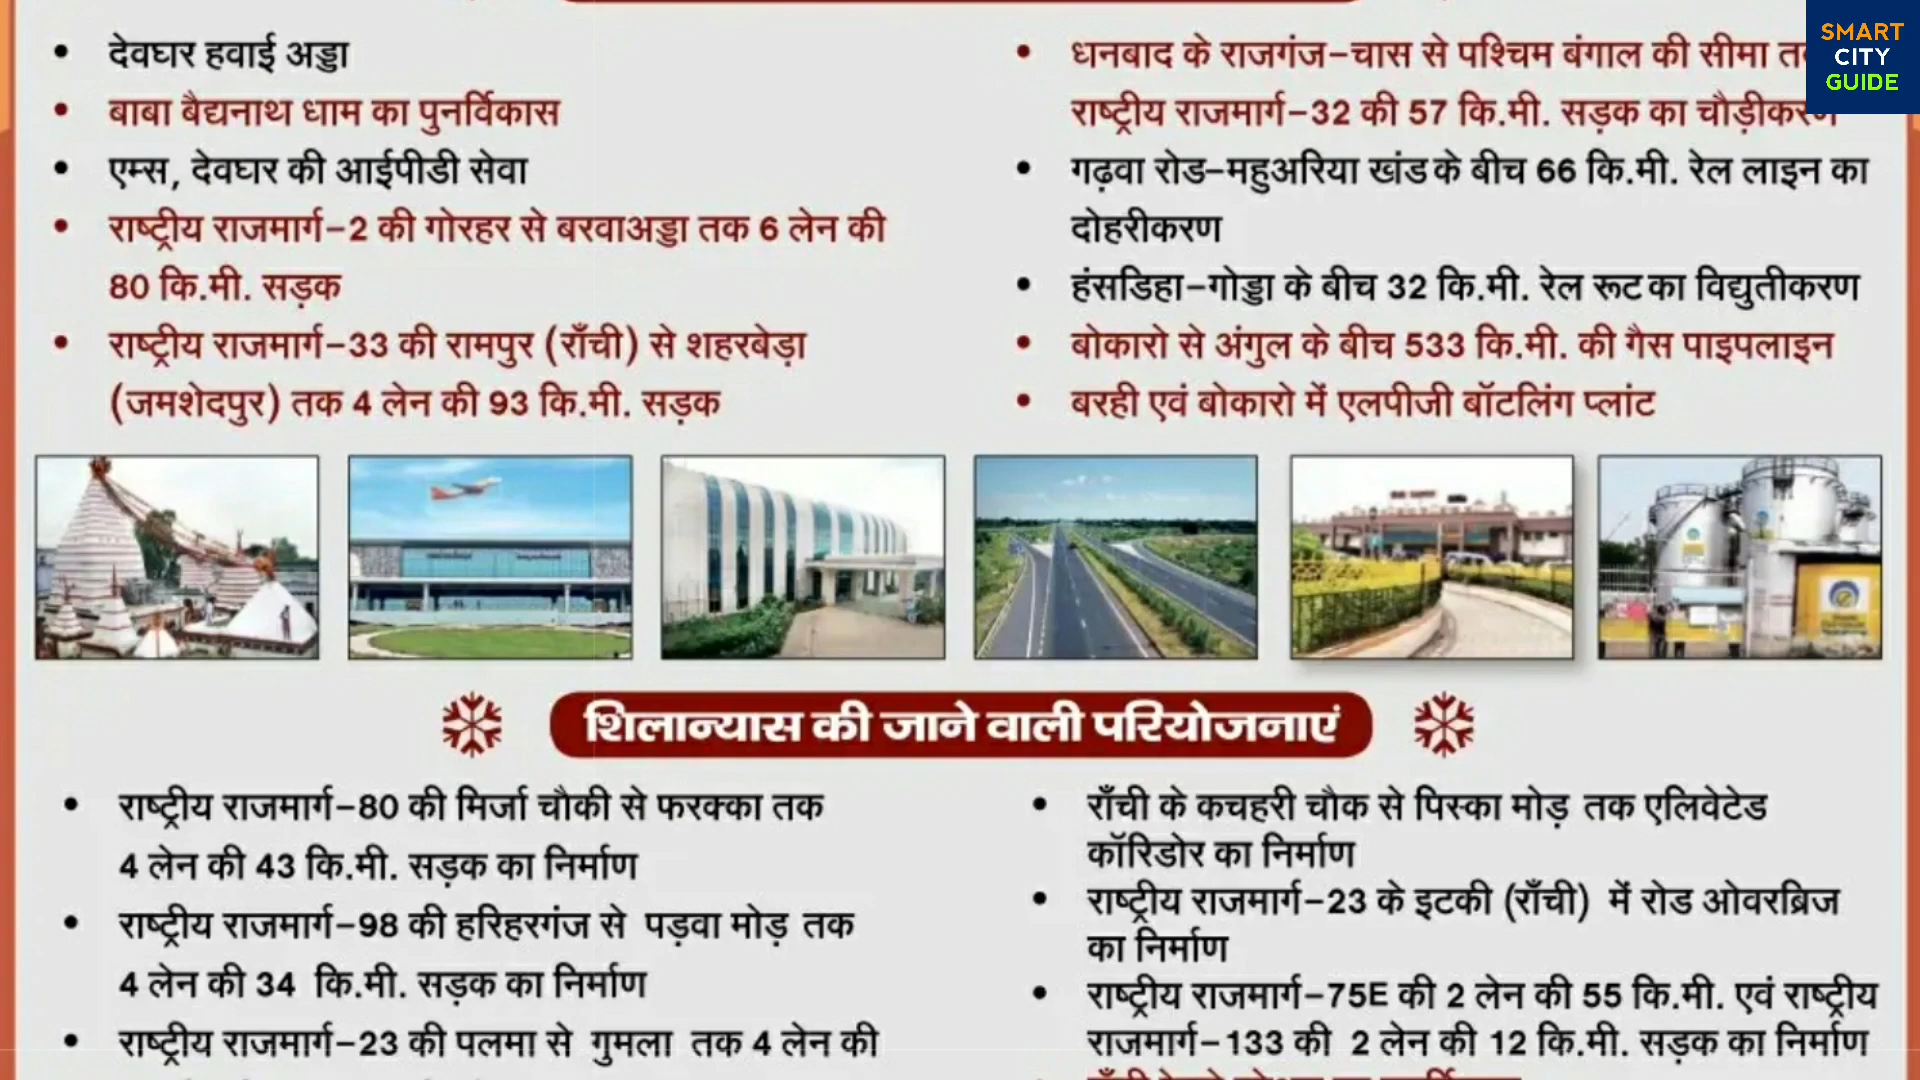 देवघर हवाई अड्डा
बाबा बैद्यनाथ धाम का पुनर्विकास
एम्स, देवघर की आईपीडी सेवा
राष्ट्रीय राजमार्ग-2 की गोरहर से बरवाअड्डा तक 6 लेन की
80 कि.मी. सड़क
राष्ट्रीय राजमार्ग-33 की रामपुर (राँची) से शहरबेड़ा
(जमशेदपुर) तक 4 लेन की 93 कि.मी. सड़क
धनबाद के राजगंज-चास से पश्चिम बंगाल की सीमा
राष्ट्रीय राजमार्ग-32 की 57 कि.मी. सड़क का चौड़ीकरण
गढ़वा रोड-महुअरिया खंड के बीच 66 कि.मी. रेल लाइन का
दोहरीकरण
हंसडिहा-गोड्डा के बीच 32 कि.मी. रेल रूट का विद्युतीकरण
बोकारो से अंगुल के बीच 533 कि.मी. की गैस पाइपलाइन
बरही एवं बोकारो में एलपीजी बॉटलिंग प्लांट
SMART
CITY
GUIDE
शिलान्यास की जाने वाली परियोजनाएं
राष्ट्रीय राजमार्ग-80 की मिर्जा चौकी से फरक्का तक
4 लेन की 43 कि.मी. सड़क का निर्माण
राष्ट्रीय राजमार्ग-98 की हरिहरगंज से पड़वा मोड़ तक
4 लेन की 34 कि.मी. सड़क का निर्माण
राष्ट्रीय राजमार्ग-23 की पलमा से गुमला तक 4 लेन की
राँची के कचहरी चौक से पिस्का मोड़ तक एलिवेटेड
कॉरिडोर का निर्माण
राष्ट्रीय राजमार्ग-23 के इटकी (राँची) में रोड ओवरब्रिज
का निर्माण
राष्ट्रीय राजमार्ग-75E की 2 लेन की 55 कि.मी. एवं राष्ट्रीय
राजमार्ग-133 की 2 लेन की 12 कि.मी. सड़क का निर्माण